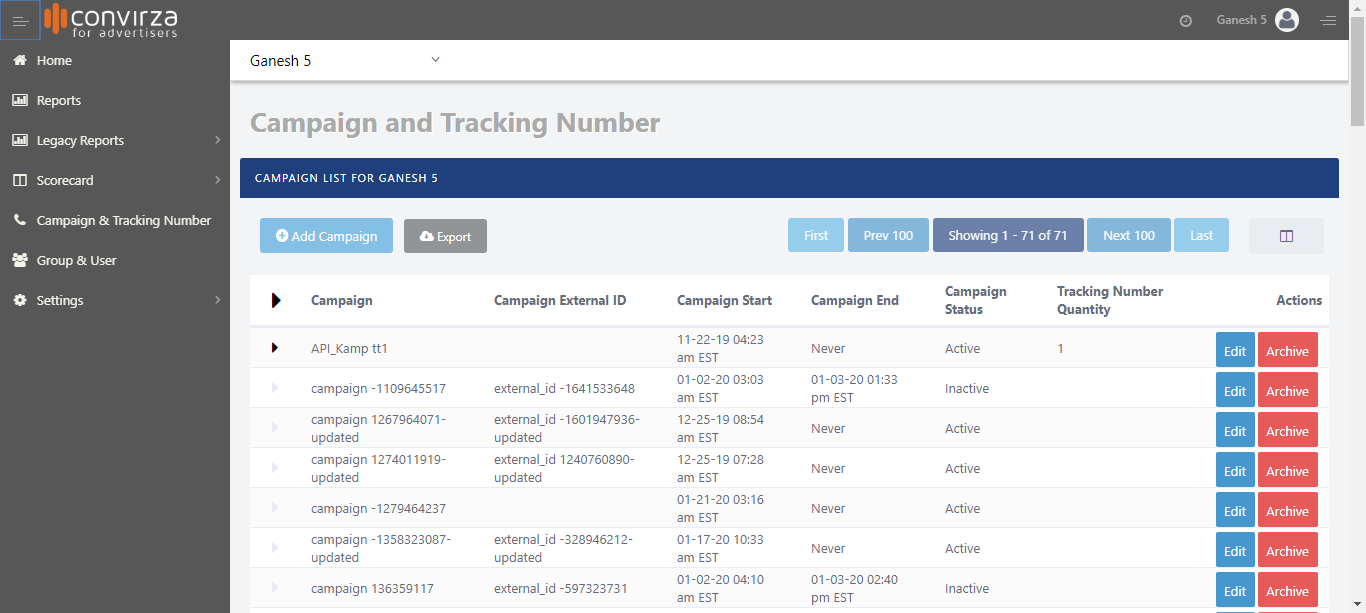 convirza
for advertisers
Ganesh 5
Home
Reports
Legacy Reports
Scorecard
Campaign & Tracking Number
Group & User
Settings
Ganesh 5
Campaign and Tracking Number
CAMPAIGN LIST FOR GANESH 5
Add Campaign Export First Prev 100 Showing 1 - 71 of 71 Next 100 Last
Campaign Campaign External ID Campaign Start Campaign End Campaign Status Tracking Number Quantity Actions
API_Kamp tt1 11-22-19 04:23 am EST Never Active 1 Edit Archive
campaign -1109645517 external_id -1641533648 01-02-20 03:03 am EST 01-03-20 01:33 pm EST Inactive Edit Archive
campaign 1267964071-updated external_id -1601947936-updated 12-25-19 08:54 am EST Never Active Edit Archive
campaign 1274011919-updated external_id 1240760890-updated 12-25-19 07:28 am EST Never Active Edit Archive
campaign -1279464237 01-21-20 03:16 am EST Never Active Edit Archive
campaign -1358323087-updated external_id -328946212-updated 01-17-20 10:33 am EST Never Active Edit Archive
campaign 136359117 external_id -597323731 01-02-20 04:10 am EST 01-03-20 02:40 pm EST Inactive Edit Archive